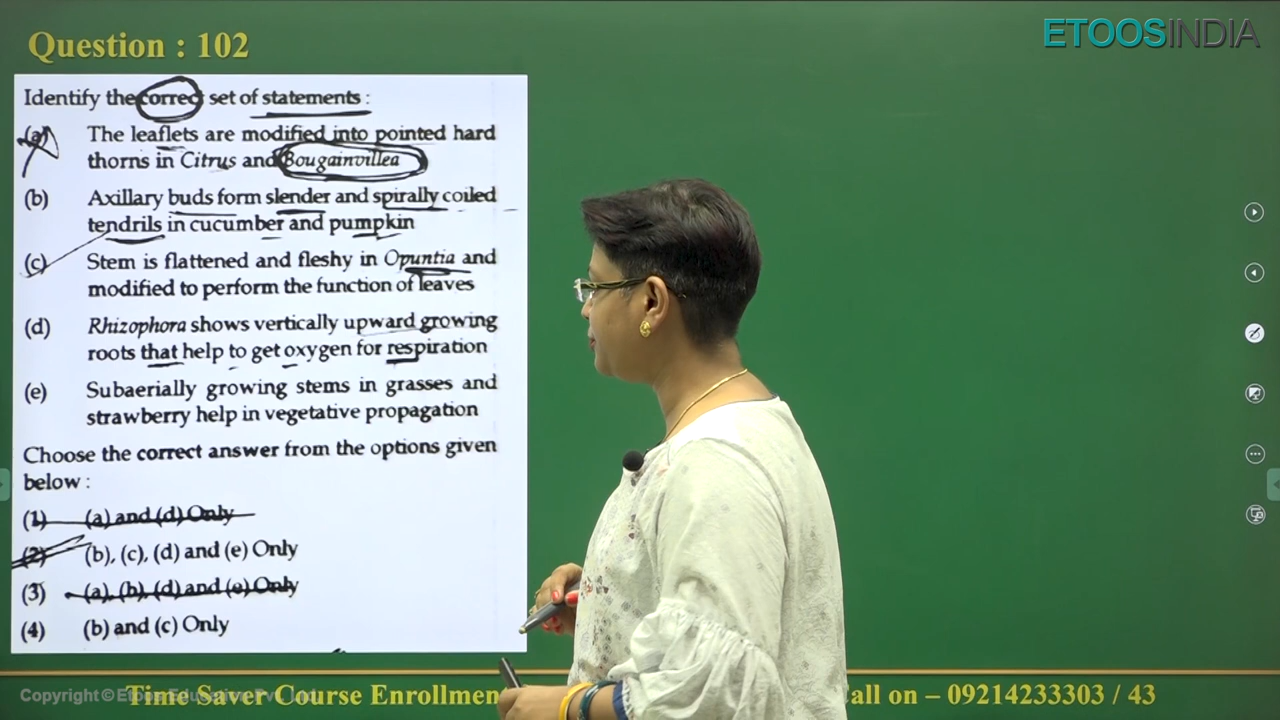 Question : 102
ETOOSINDIA
Identify the correct set of statements :
(a) The leaflets are modified into pointed hard
thorns in Citrus and Bougainvillea
(b) Axillary buds form slender and spirally coiled
tendrils in cucumber and pumpkin
(c) Stem is flattened and fleshy in Opuntia and
modified to perform the function of leaves
(d) Rhizophora shows vertically upward growing
roots that help to get oxygen for respiration
(e) Subaerially growing stems in grasses and
strawberry help in vegetative propagation
Choose the correct answer from the options given
below :
(1) (a) and (d) Only
(2) (b), (c), (d) and (e) Only
(3) (a), (b), (d) and (e) Only
(4) (b) and (c) Only
Copyright © Etoos Education Pvt. Ltd.
Time Saver Course Enrollmen
all on – 09214233303 / 43